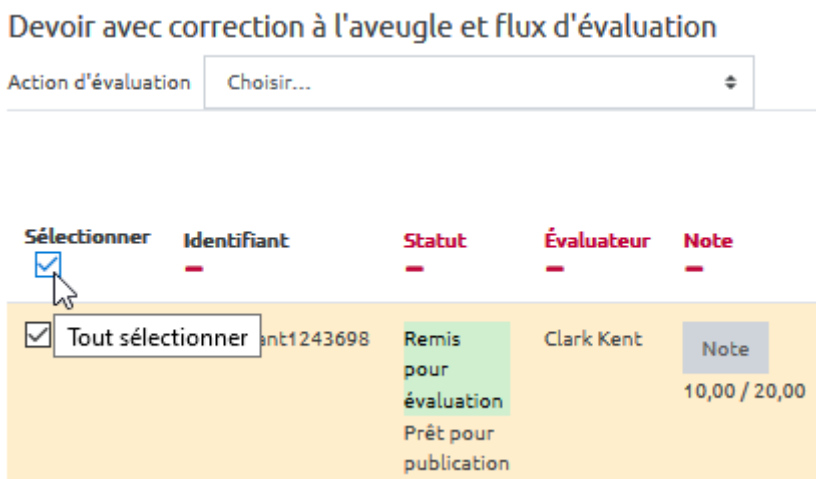 Devoir avec correction à l'aveugle et flux d'évaluation
Action d'évaluation Choisir...
Sélectionner Identifiant Statut Évaluateur Note
Tout sélectionner ant1243698 Remis pour évaluation Clark Kent Note
10,00 / 20,00
Prêt pour publication